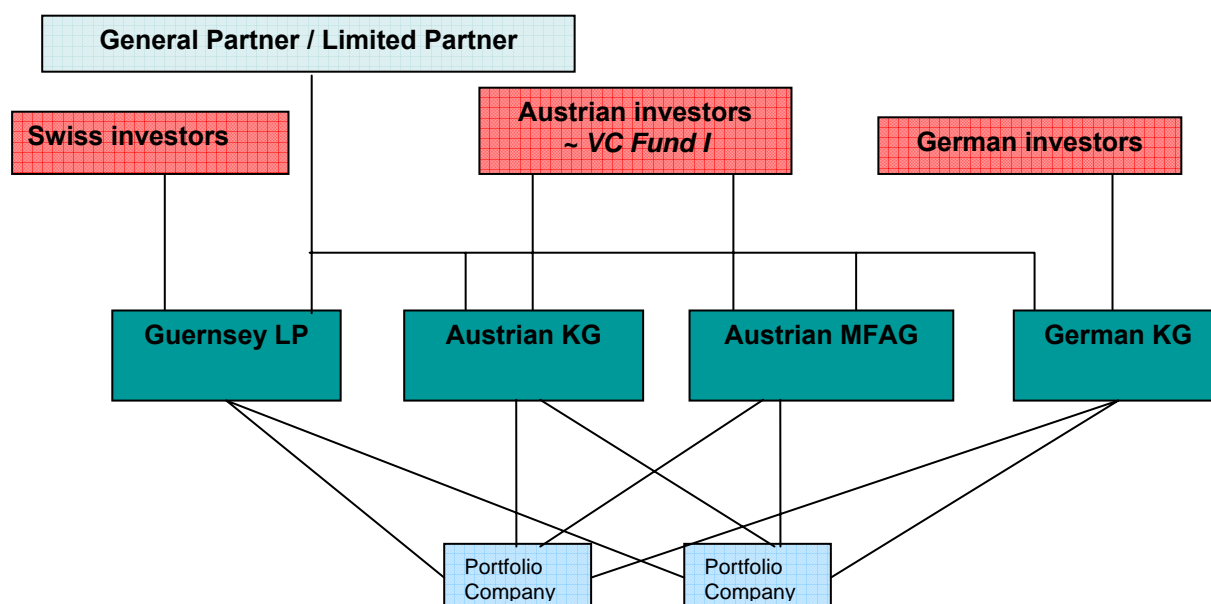 General Partner / Limited Partner
Swiss investors
Austrian investors
~ VC Fund I
German investors
Guernsey LP
Austrian KG
Austrian MFAG
German KG
Portfolio
Company
Portfolio
Company